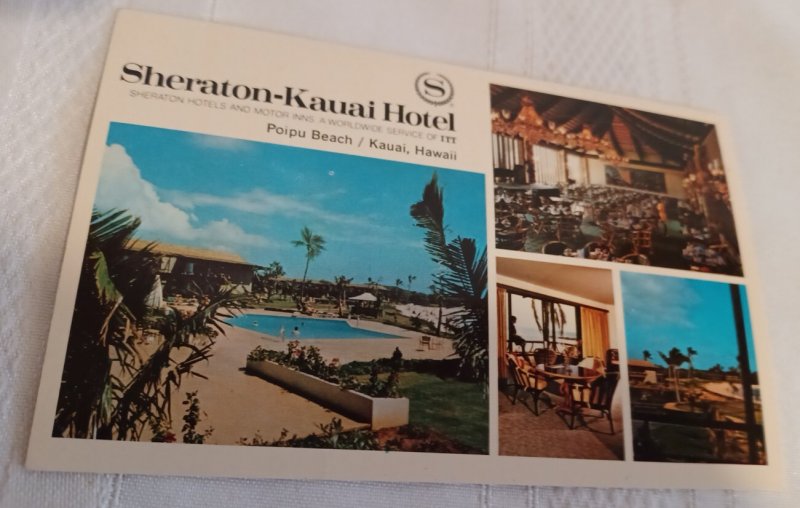 Sheraton-Kauai Hotel
SHERATON HOTELS AND MOTOR INNS. A WORLDWIDE SERVICE OF ITT
Poipu Beach / Kauai, Hawaii
S